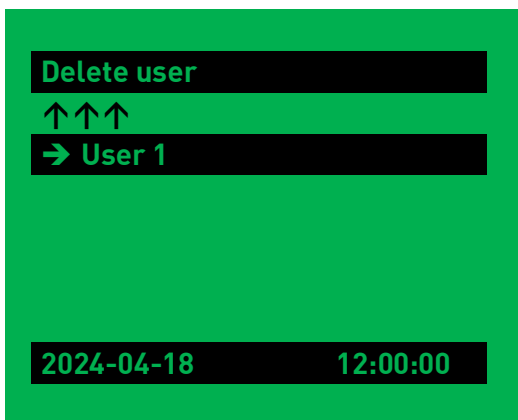 Delete user
↑↑↑
→ User 1
2024-04-18 12:00:00